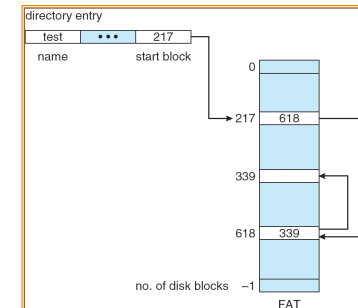 directory entry
test ••• 217
name start block
0
217 618
339
618 339
no. of disk blocks –1
FAT